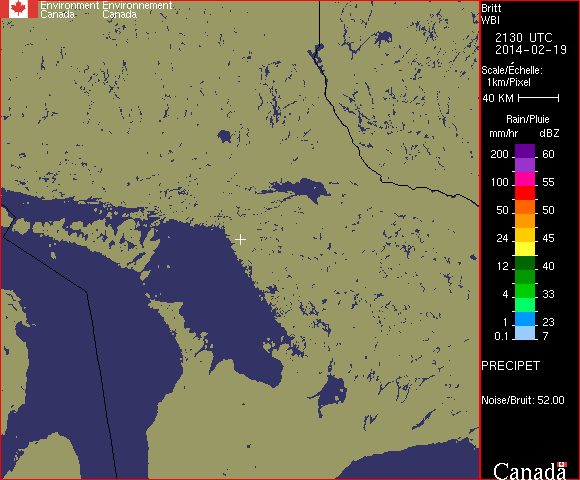 Environment Environnement
Canada Canada
Britt
WBI
2130 UTC
2014-02-19
Scale/Échelle:
1km/Pixel
40 KM
Rain/Pluie
mm/hr dBZ
200 60
100 55
50 50
24 45
12 40
4 33
1 23
0.1 7
PRECIPET
Noise/Bruit: 52.00
Canada